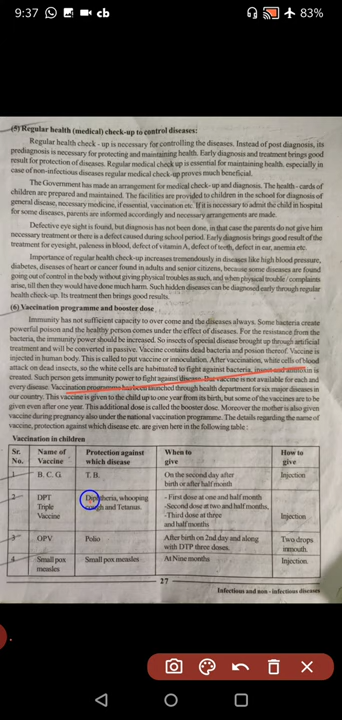 9:37 cb 83%
(5) Regular health (medical) check-up to control diseases:
Regular health check - up is necessary for controlling the diseases. Instead of post diagnosis, its
prediagnosis is necessary for protecting and maintaining health. Early diagnosis and treatment brings good
result for protection of diseases. Regular medical check up is essential for maintaining health. especially in
case of non-infectious diseases regular medical check-up proves much beneficial.
The Government has made an arrangement for medical check-up and diagnosis. The health - cards of
children are prepared and maintained. The facilities are provided to children in the school for diagnosis of
general disease, necessary medicine, if essential, vaccination etc. If it is necessary to admit the child in hospital
for some diseases, parents are informed accordingly and necessary arrangements are made.
Defective eye sight is found, but diagnosis has not been done, in that case the parents do not give him
necessary treatment or there is a defect caused during school period. Early diagnosis brings good result of the
treatment for eyesight, paleness in blood, defect of vitamin A, defect of teeth, defect in ear, anemia etc.
Importance of regular health check-up increases tremendously in diseases like high blood pressure,
diabetes, diseases of heart or cancer found in adults and senior citizens, because some diseases are found
going out of control in the body without giving physical troubles as such, and when physical trouble / complaints
arise, till then they would have done much harm. Such hidden diseases can be diagnosed early through regular
health check-up. Its treatment then brings good results.
(6) Vaccination programme and booster dose
Immunity has not sufficient capacity to over come and the diseases always. Some bacteria create
powerful poison and the healthy person comes under the effect of diseases. For the resistance from the
bacteria, the immunity power should be increased. So insects of special disease brought up through artificial
treatment and will be converted in passive. Vaccine contains dead bacteria and posion thereof. Vaccine is
injected in human body. This is called to put vaccine or innoculation. After vaccination, white cells of blood
attack on dead insects, so the white cells are habimated to fight against bacteria,
created. Such person gets immunity power to fight against disease. vaccine is not available for each and
every disease. Vaccination programme has been launched through health department for six major diseases in
our country. This vaccine is given to the child up to one year from its birth, but some of the vaccines are to be
given even after one year. This additional dose is called the booster dose. Moreover the mother is also given
vaccine during pregnancy also under the national vaccination programme. The details regarding the name of
vaccine, protection against which disease etc. are given here in the following table:
Vaccination in children
Sr. Name of Protection against When to How to
No. Vaccine which disease give give
1 B. C. G. T. B. On the second day after Injection
birth or after half month
2 DPT Diptheria, whooping - First dose at one and half month
Triple cough and Tetanus. -Second dose at two and half months.
Vaccine -Third dose at three Injection
and half months
3 OPV Polio After birth on 2nd day and along Two drops
with DTP three doses. inmouth.
4 Small pox Small pox measles At Nine months Injection.
measles
27
Infectious and non - infectious diseases